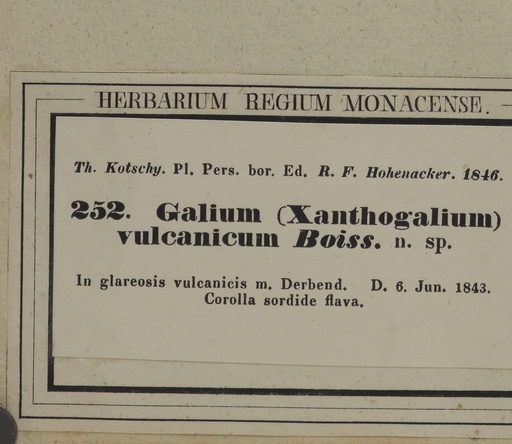 HERBARIUM REGIUM MONACENSE.
Th. Kotschy. Pl. Pers. bor. Ed. R. F. Hohenacker. 1846.
252. Galium (Xanthogalium)
vulcanicum Boiss. n. sp.
In glareosis vulcanicis m. Derbend. D. 6. Jun. 1843.
Corolla sordide flava.